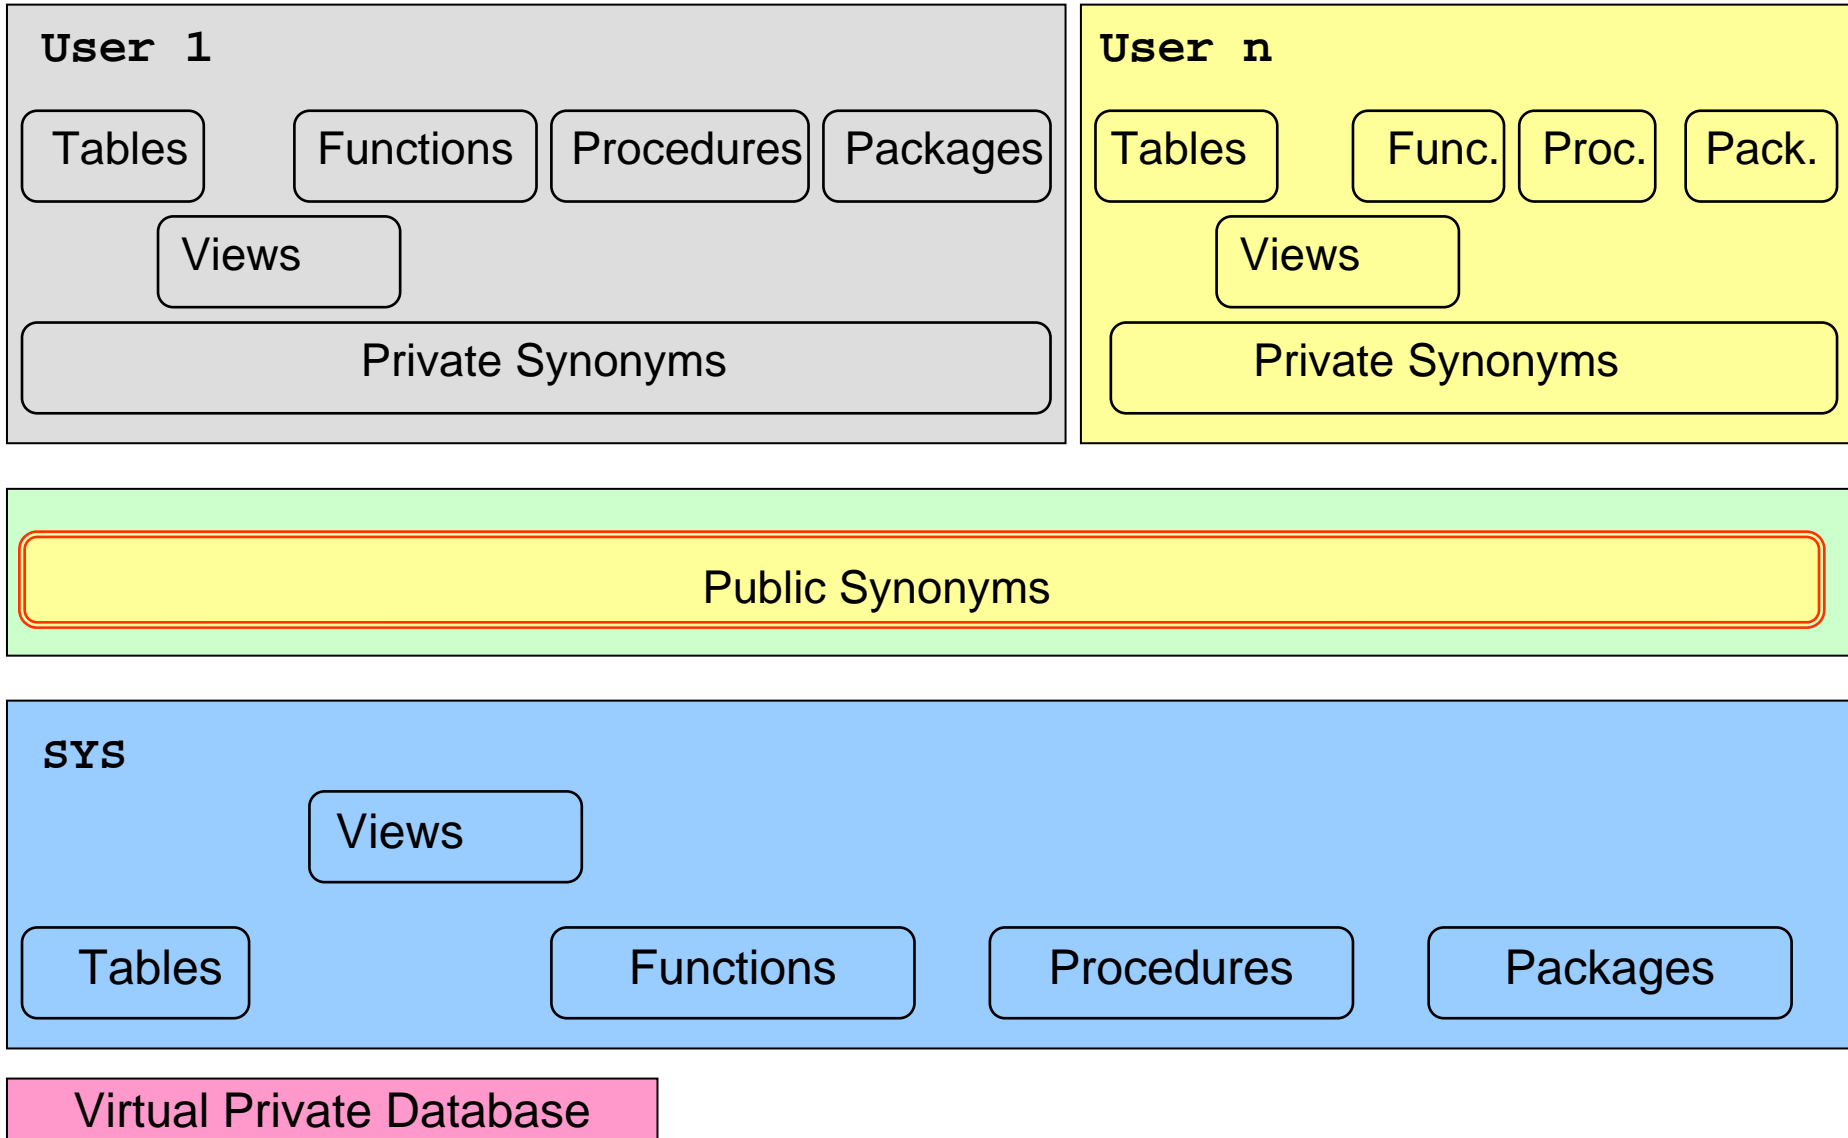 User 1
Tables Functions Procedures Packages
Views
Private Synonyms
User n
Tables Func. Proc. Pack.
Views
Private Synonyms
Public Synonyms
SYS
Views
Tables Functions Procedures Packages
Virtual Private Database